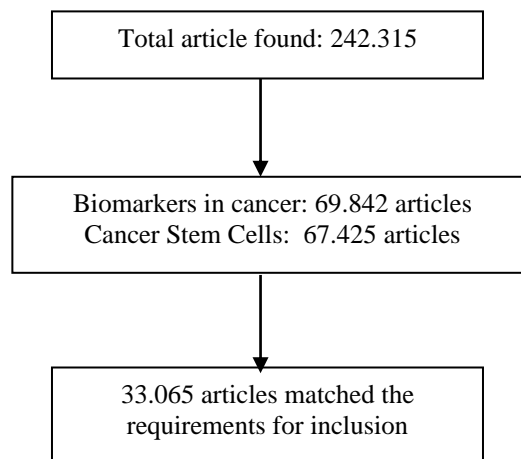 Total article found: 242.315
Biomarkers in cancer: 69.842 articles
Cancer Stem Cells: 67.425 articles
33.065 articles matched the
requirements for inclusion